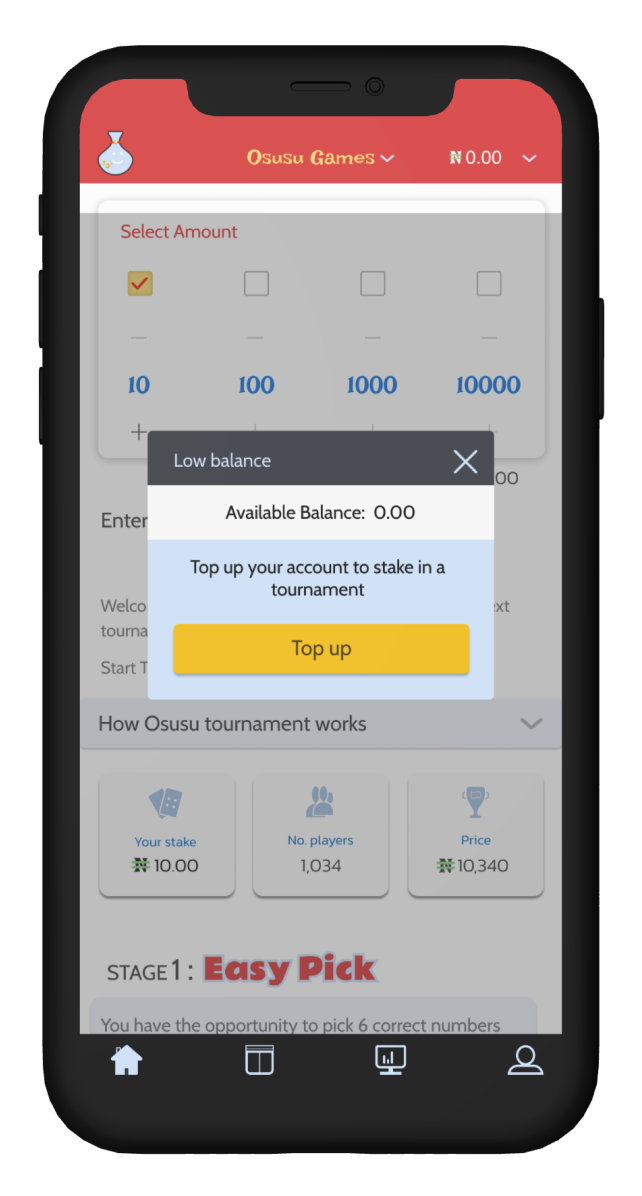 Osusu Games
₦ 0.00
Select Amount
10 100 1000 10000
Low balance
00
Enter
Available Balance: 0.00
Top up your account to stake in a
tournament
Welco
xt
tourna
Top up
Start T
How Osusu tournament works
Your stake
₦ 10.00
No. players
1,034
Price
₦ 10,340
STAGE 1 : Easy Pick
You have the opportunity to pick 6 correct numbers